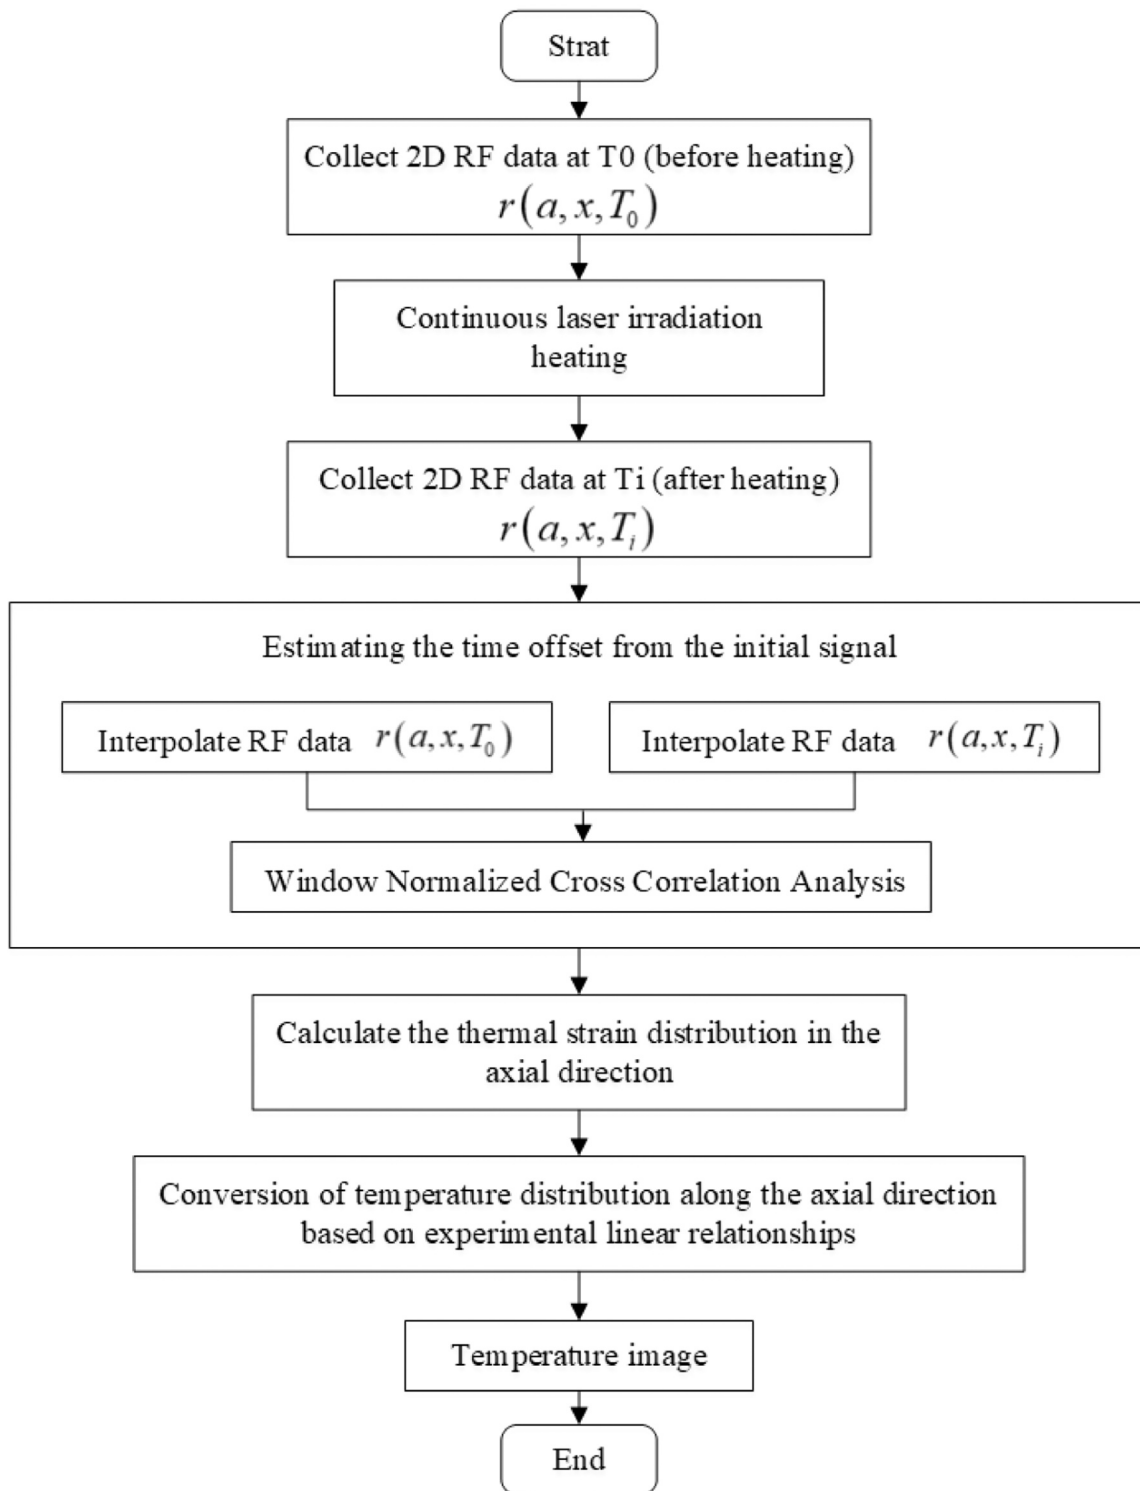 Strat
Collect 2D RF data at T0 (before heating)
r(a, x, T₀)
Continuous laser irradiation
heating
Collect 2D RF data at Ti (after heating)
r(a, x, Tᵢ)
Estimating the time offset from the initial signal
Interpolate RF data r(a, x, T₀)
Interpolate RF data r(a, x, Tᵢ)
Window Normalized Cross Correlation Analysis
Calculate the thermal strain distribution in the
axial direction
Conversion of temperature distribution along the axial direction
based on experimental linear relationships
Temperature image
End